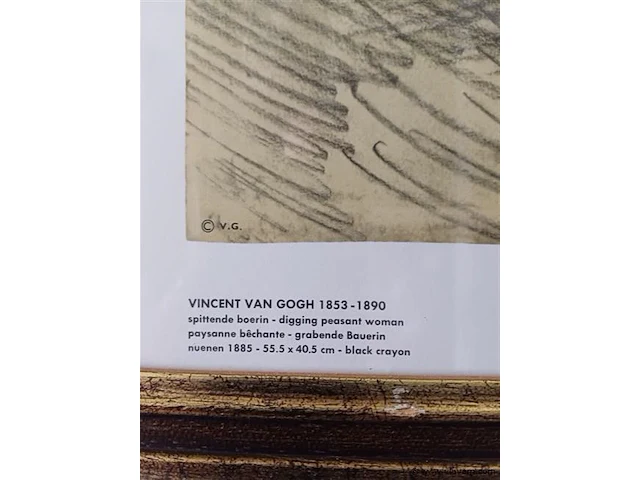 © V.G.
VINCENT VAN GOGH 1853-1890
spittende boerin - digging peasant woman
paysanne bêchante - grabende Bauerin
nuenen 1885 - 55.5 x 40.5 cm - black crayon